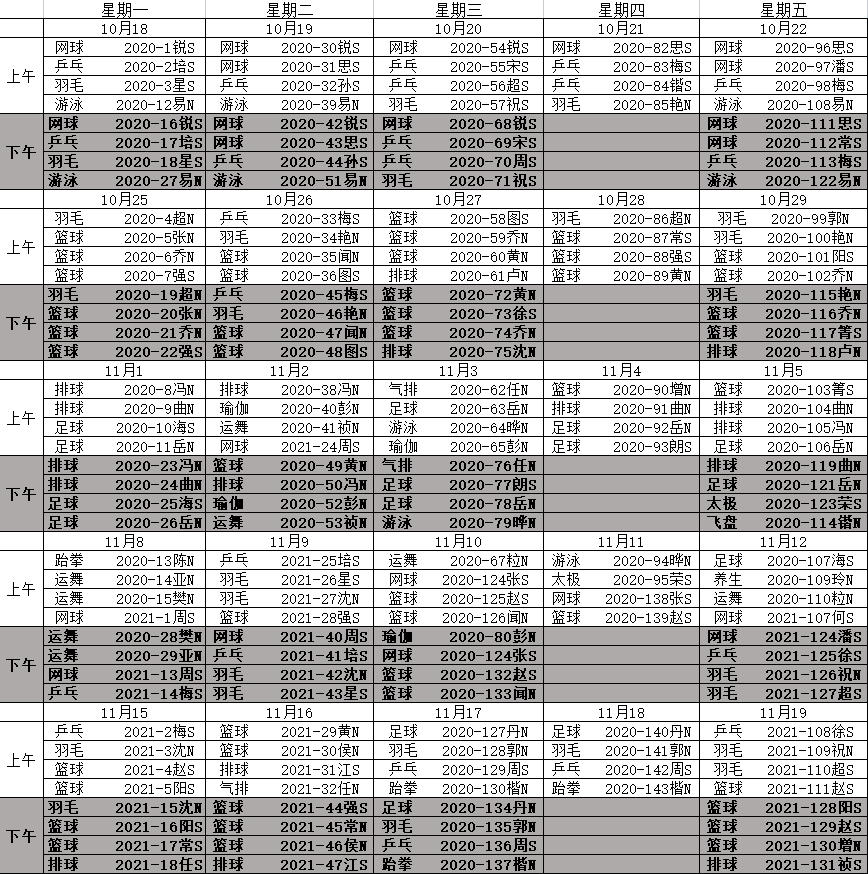 星期一 星期二 星期三 星期四 星期五
10月18 10月19 10月20 10月21 10月22
上午
网球 2020-1锐S 网球 2020-30锐S 网球 2020-54锐S 网球 2020-82思S 网球 2020-96思S
乒乓 2020-2培S 网球 2020-31思S 乒乓 2020-55宋S 乒乓 2020-83梅S 网球 2020-97潘S
羽毛 2020-3星S 乒乓 2020-32孙S 乒乓 2020-56超S 乒乓 2020-84锴S 乒乓 2020-98梅S
游泳 2020-12易N 游泳 2020-39易N 羽毛 2020-57祝S 羽毛 2020-85艳N 游泳 2020-108易N
下午
网球 2020-16锐S 网球 2020-42锐S 网球 2020-68锐S 网球 2020-111思S
乒乓 2020-17培S 网球 2020-43思S 乒乓 2020-69宋S 网球 2020-112常S
羽毛 2020-18星S 乒乓 2020-44孙S 乒乓 2020-70周S 乒乓 2020-113梅S
游泳 2020-27易N 游泳 2020-51易N 羽毛 2020-71祝S 游泳 2020-122易N
10月25 10月26 10月27 10月28 10月29
上午
羽毛 2020-4超N 乒乓 2020-33梅S 篮球 2020-58图S 羽毛 2020-86超N 羽毛 2020-99郭N
篮球 2020-5张N 羽毛 2020-34艳N 篮球 2020-59乔N 篮球 2020-87常S 羽毛 2020-100艳N
篮球 2020-6乔N 篮球 2020-35闻N 篮球 2020-60黄N 篮球 2020-88强S 篮球 2020-101阳S
篮球 2020-7强S 篮球 2020-36图S 排球 2020-61卢N 篮球 2020-89黄N 篮球 2020-102乔N
下午
羽毛 2020-19超N 乒乓 2020-45梅S 篮球 2020-72黄N 羽毛 2020-115艳N
篮球 2020-20张N 羽毛 2020-46艳N 篮球 2020-73徐S 篮球 2020-116乔N
篮球 2020-21乔N 篮球 2020-47闻N 篮球 2020-74乔N 篮球 2020-117菁S
篮球 2020-22强S 篮球 2020-48图S 排球 2020-75沈N 排球 2020-118卢N
11月1 11月2 11月3 11月4 11月5
上午
排球 2020-8冯N 排球 2020-38冯N 气排 2020-62任N 篮球 2020-90增N 篮球 2020-103菁S
排球 2020-9曲N 瑜伽 2020-40彭N 足球 2020-63岳N 排球 2020-91曲N 排球 2020-104曲N
足球 2020-10海S 运舞 2020-41祯N 游泳 2020-64晔N 足球 2020-92岳N 排球 2020-105冯N
足球 2020-11岳N 网球 2021-24周S 瑜伽 2020-65彭N 足球 2020-93朗S 足球 2020-106岳N
下午
排球 2020-23冯N 篮球 2020-49黄N 气排 2020-76任N 排球 2020-119曲N
排球 2020-24曲N 排球 2020-50冯N 足球 2020-77朗S 足球 2020-121岳N
足球 2020-25海S 瑜伽 2020-52彭N 足球 2020-78岳N 太极 2020-123荣S
足球 2020-26岳N 运舞 2020-53祯N 游泳 2020-79晔N 飞盘 2020-114锴N
11月8 11月9 11月10 11月11 11月12
上午
跆拳 2020-13陈N 乒乓 2021-25培S 运舞 2020-67粒N 游泳 2020-94晔N 足球 2020-107海S
运舞 2020-14亚N 羽毛 2021-26星S 网球 2020-124张S 太极 2020-95荣S 养生 2020-109玲N
运舞 2020-15樊N 羽毛 2021-27沈N 篮球 2020-125赵S 网球 2020-138张S 运舞 2020-110粒N
网球 2021-1周S 篮球 2021-28强S 篮球 2020-126闻N 篮球 2020-139赵S 网球 2021-107何S
下午
运舞 2020-28樊N 网球 2021-40周S 瑜伽 2020-80彭N 网球 2021-124潘S
运舞 2020-29亚N 乒乓 2021-41培S 网球 2020-124张S 乒乓 2021-125徐S
网球 2021-13周S 羽毛 2021-42沈N 篮球 2020-132赵S 羽毛 2021-126祝N
乒乓 2021-14梅S 羽毛 2021-43星S 篮球 2020-133闻N 羽毛 2021-127超S
11月15 11月16 11月17 11月18 11月19
上午
乒乓 2021-2梅S 篮球 2021-29黄N 足球 2020-127丹N 足球 2020-140丹N 乒乓 2021-108徐S
羽毛 2021-3沈N 篮球 2021-30侯N 羽毛 2020-128郭N 羽毛 2020-141郭N 羽毛 2021-109祝N
篮球 2021-4赵S 排球 2021-31江S 乒乓 2020-129周S 乒乓 2020-142周S 羽毛 2021-110超S
篮球 2021-5阳S 气排 2021-32任N 跆拳 2020-130楷N 跆拳 2020-143楷N 篮球 2021-111赵S
下午
羽毛 2021-15沈N 篮球 2021-44强S 足球 2020-134丹N 篮球 2021-128阳S
篮球 2021-16阳S 篮球 2021-45常N 羽毛 2020-135郭N 篮球 2021-129赵S
篮球 2021-17常S 篮球 2021-46侯N 乒乓 2020-136周S 篮球 2021-130增N
排球 2021-18任S 排球 2021-47江S 跆拳 2020-137楷N 排球 2021-131祯S